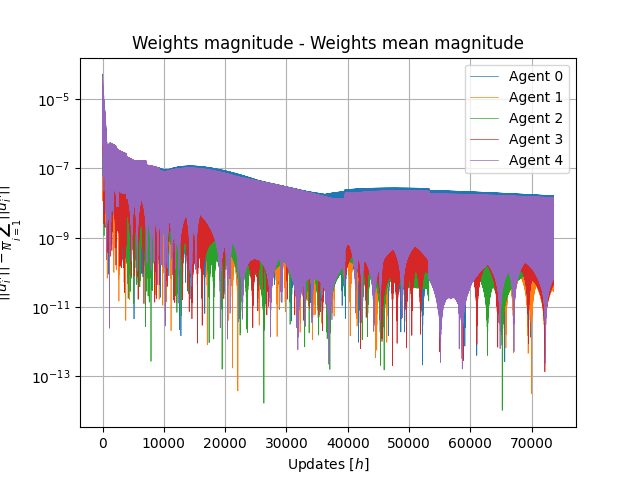 Weights magnitude - Weights mean magnitude
Agent 0
Agent 1
Agent 2
Agent 3
Agent 4
10⁻⁵
10⁻⁷
10⁻⁹
10⁻¹¹
10⁻¹³
0 10000 20000 30000 40000 50000 60000 70000
Updates [h]